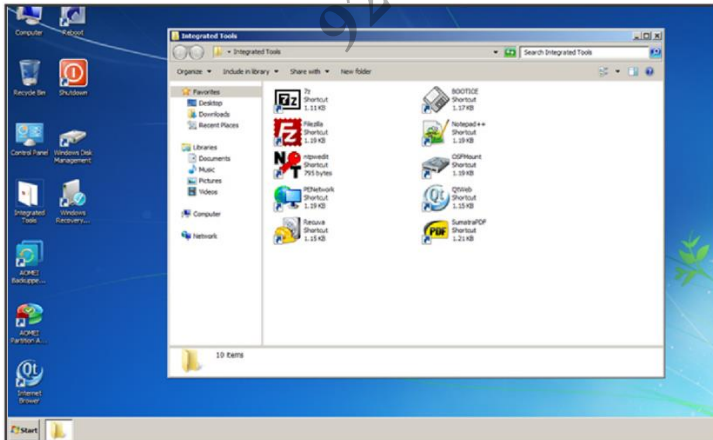 Computer
Reboot
Recycle Bin
Shutdown
Control Panel
Windows Disk
Management
Integrated
Tools
Windows
Recovery...
AOMEI
Backuppe...
AOMEI
Partition A...
Internet
Brower
Start
Integrated Tools
Integrated Tools
Search Integrated Tools
Organize
Include in library
Share with
New folder
Favorites
Desktop
Downloads
Recent Places
Libraries
Documents
Music
Pictures
Videos
Computer
Network
7z
Shortcut
1.11 KB
BOOTICE
Shortcut
1.17 KB
Filezilla
Shortcut
1.19 KB
Notepad++
Shortcut
1.19 KB
ntpwedit
Shortcut
795 bytes
OSFMount
Shortcut
1.19 KB
PENetwork
Shortcut
1.19 KB
QtWeb
Shortcut
1.15 KB
Recuva
Shortcut
1.15 KB
SumatraPDF
Shortcut
1.21 KB
10 items